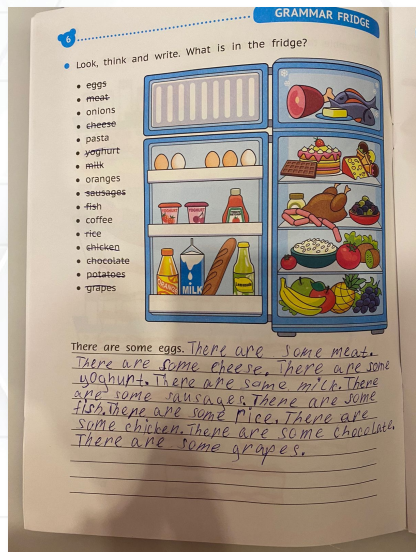 GRAMMAR FRIDGE
6
Look, think and write. What is in the fridge?
eggs
meat
onions
cheese
pasta
yoghurt
milk
oranges
sausages
fish
coffee
rice
chicken
chocolate
potatoes
grapes
MILK
There are some eggs. There are some meat.
There are some cheese. There are some
yoghurt. There are some milk. There
are some sausages. There are some
fish. There are some rice. There are
some chicken. There are some chocolate.
There are some grapes.